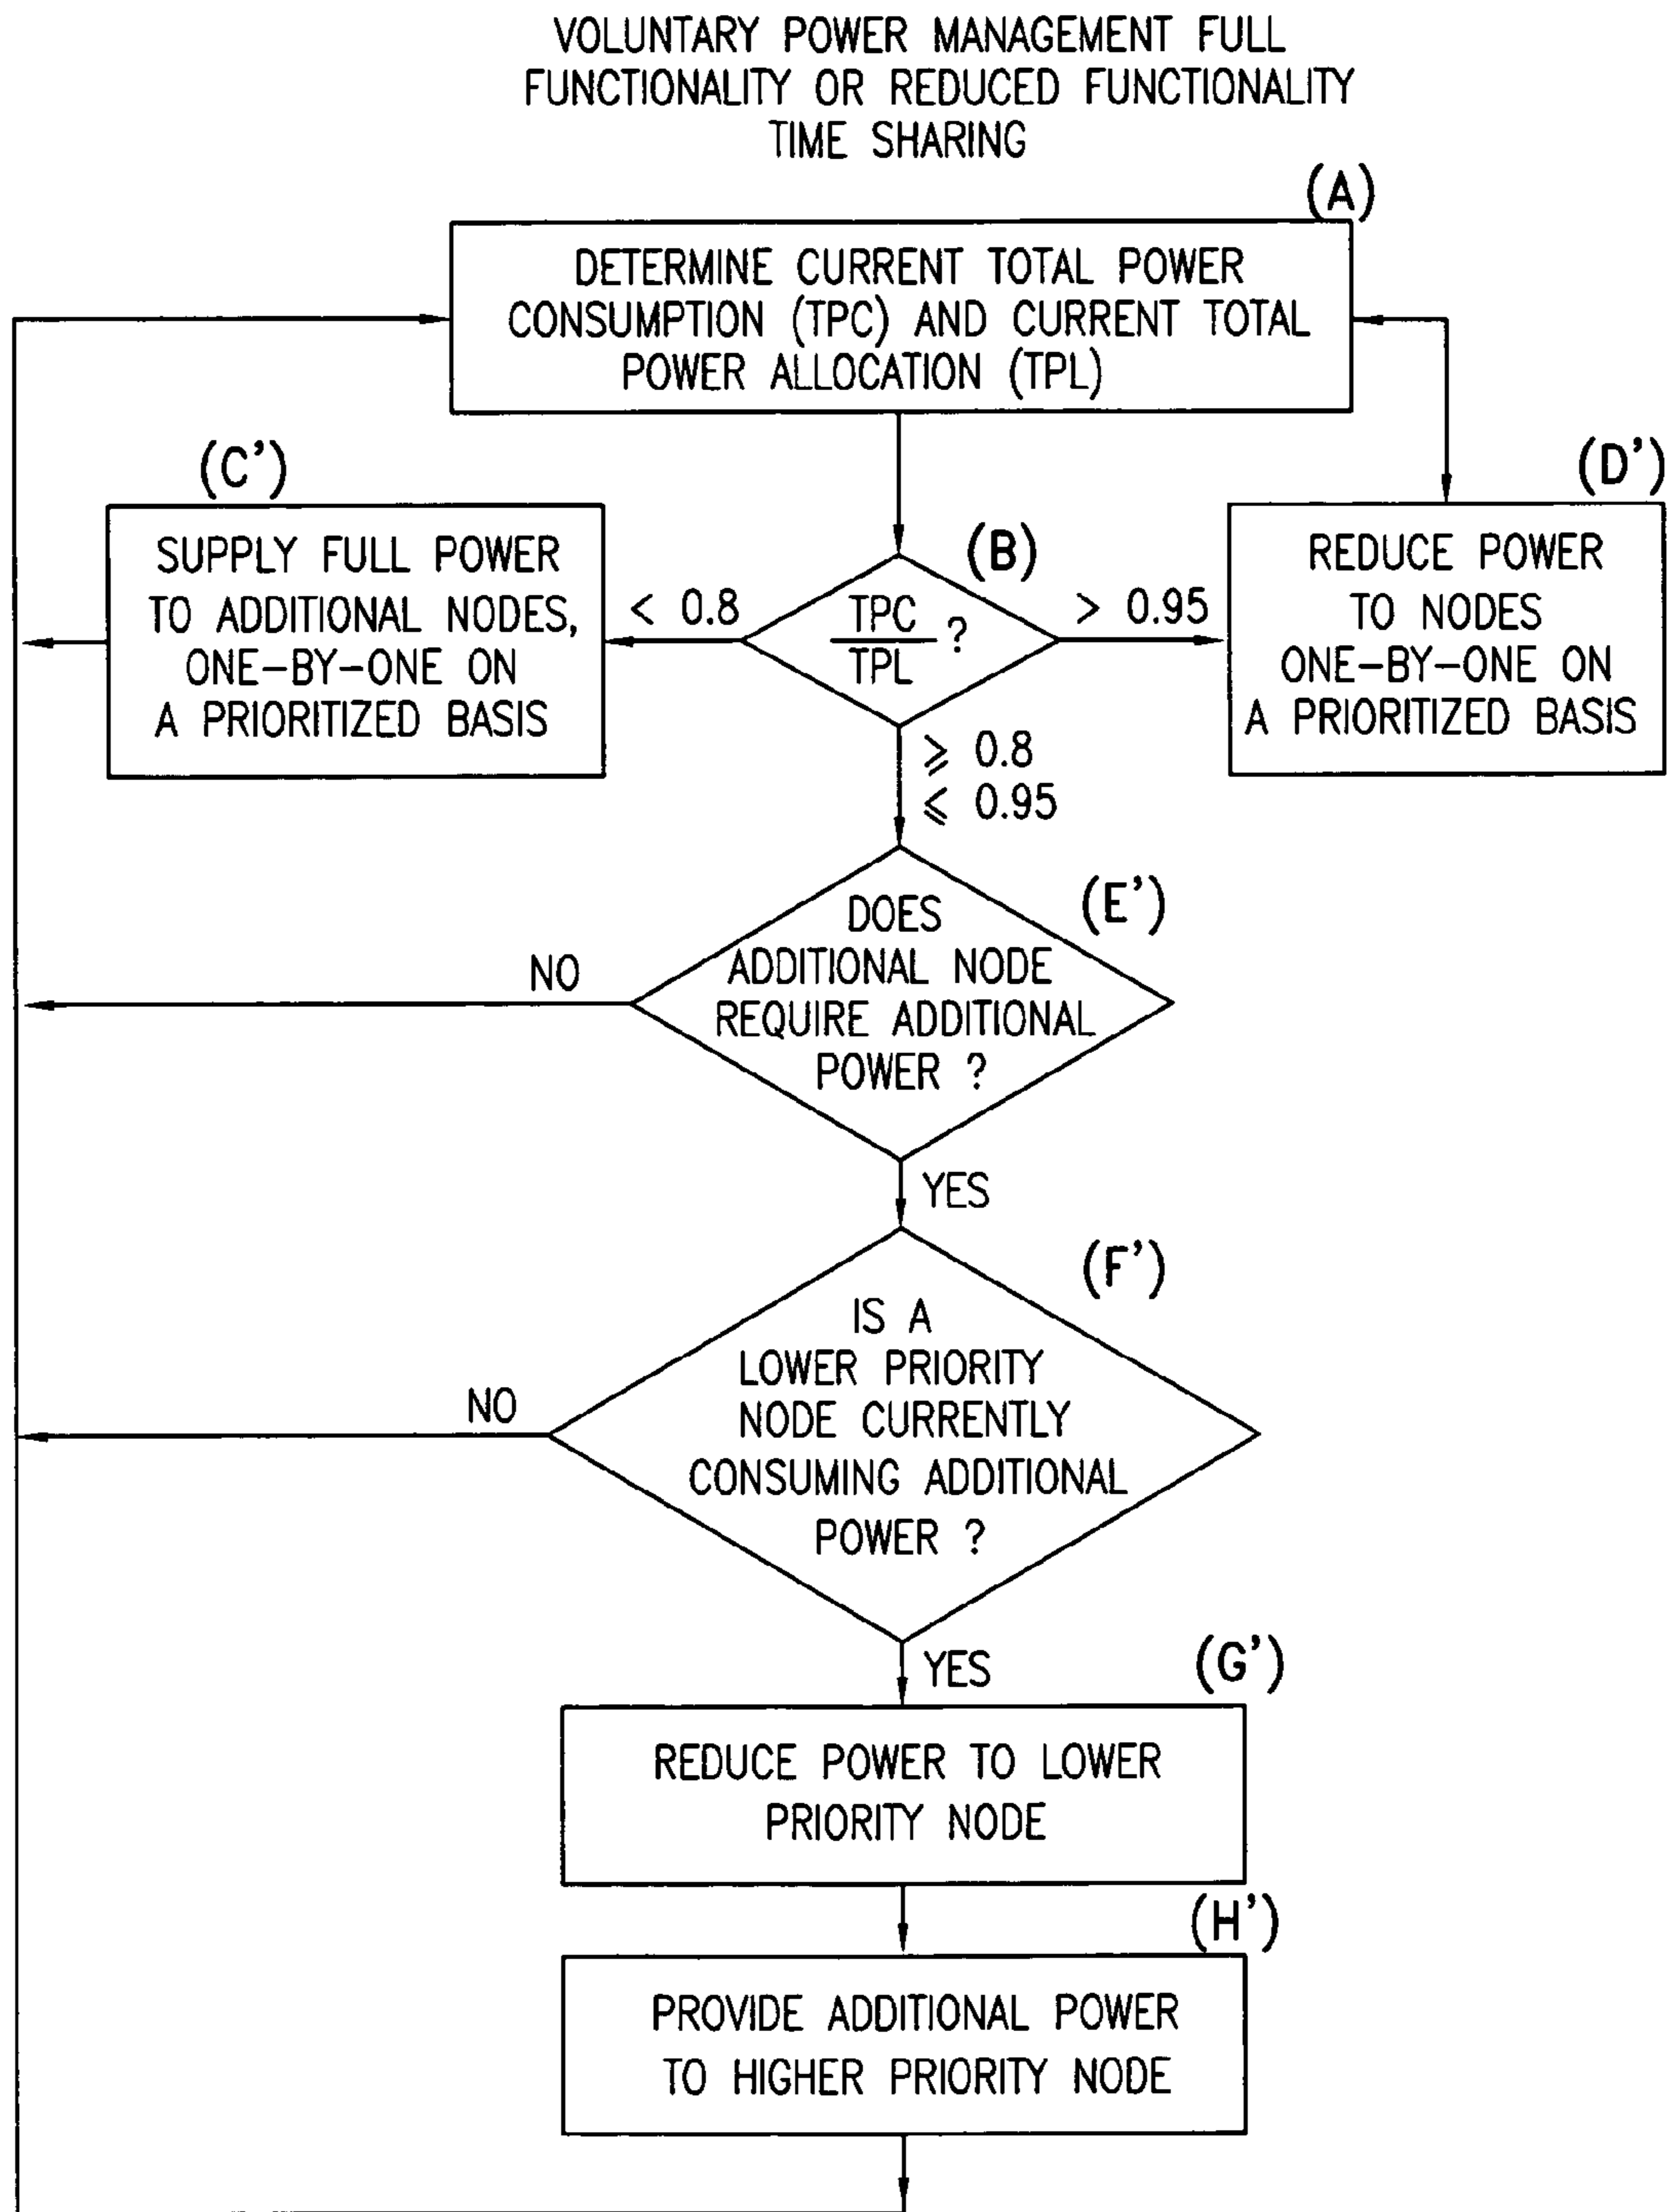 VOLUNTARY POWER MANAGEMENT FULL
FUNCTIONALITY OR REDUCED FUNCTIONALITY
TIME SHARING
(A)
DETERMINE CURRENT TOTAL POWER
CONSUMPTION (TPC) AND CURRENT TOTAL
POWER ALLOCATION (TPL)
(C')
SUPPLY FULL POWER
TO ADDITIONAL NODES,
ONE-BY-ONE ON
A PRIORITIZED BASIS
< 0.8
(B)
TPC
TPL
?
> 0.95
(D')
REDUCE POWER
TO NODES
ONE-BY-ONE ON
A PRIORITIZED BASIS
⩾ 0.8
⩽ 0.95
(E')
DOES
ADDITIONAL NODE
REQUIRE ADDITIONAL
POWER ?
NO
YES
(F')
IS A
LOWER PRIORITY
NODE CURRENTLY
CONSUMING ADDITIONAL
POWER ?
NO
YES
(G')
REDUCE POWER TO LOWER
PRIORITY NODE
(H')
PROVIDE ADDITIONAL POWER
TO HIGHER PRIORITY NODE